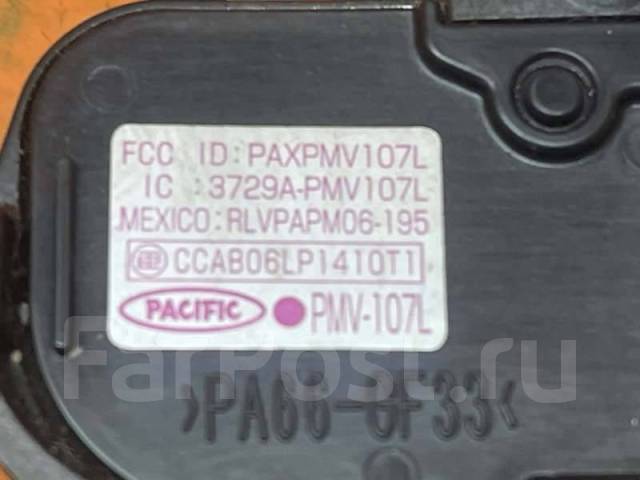 FCC ID: PAXPMV107L
IC : 3729A-PMV107L
MEXICO: RLVPAPM06-195
CCAB06LP1410T1
PACIFIC PMV-107L
FarPost.ru
>PA66-GF33<